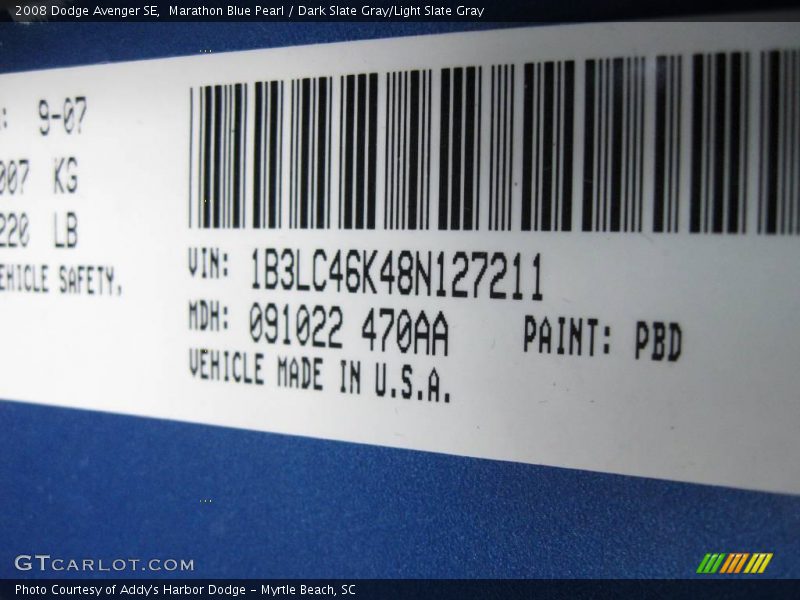 2008 Dodge Avenger SE,  Marathon Blue Pearl / Dark Slate Gray/Light Slate Gray
9-07
007 KG
220 LB
VEHICLE SAFETY.
VIN: 1B3LC46K48N127211
MDH: 091022 470AA PAINT: PBD
VEHICLE MADE IN U.S.A.
GTCARLOT.COM
Photo Courtesy of Addy's Harbor Dodge - Myrtle Beach, SC